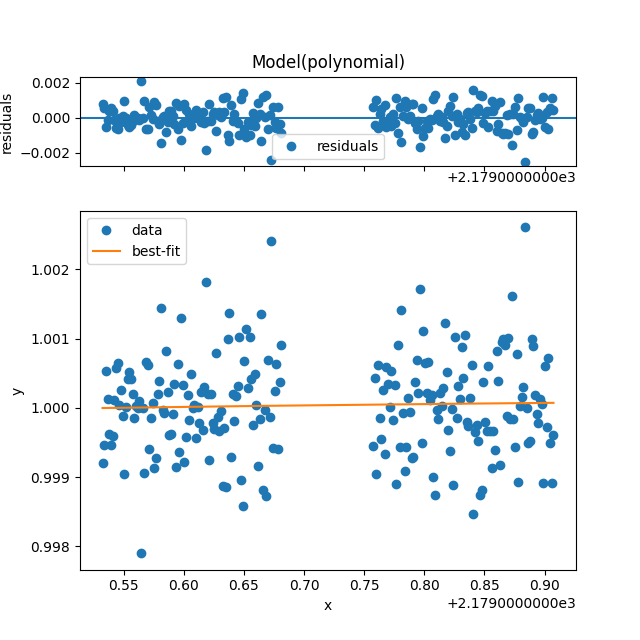 Model(polynomial)
residuals
0.002
0.000
−0.002
residuals
+2.1790000000e3
data
best-fit
y
1.002
1.001
1.000
0.999
0.998
0.55 0.60 0.65 0.70 0.75 0.80 0.85 0.90
x
+2.1790000000e3